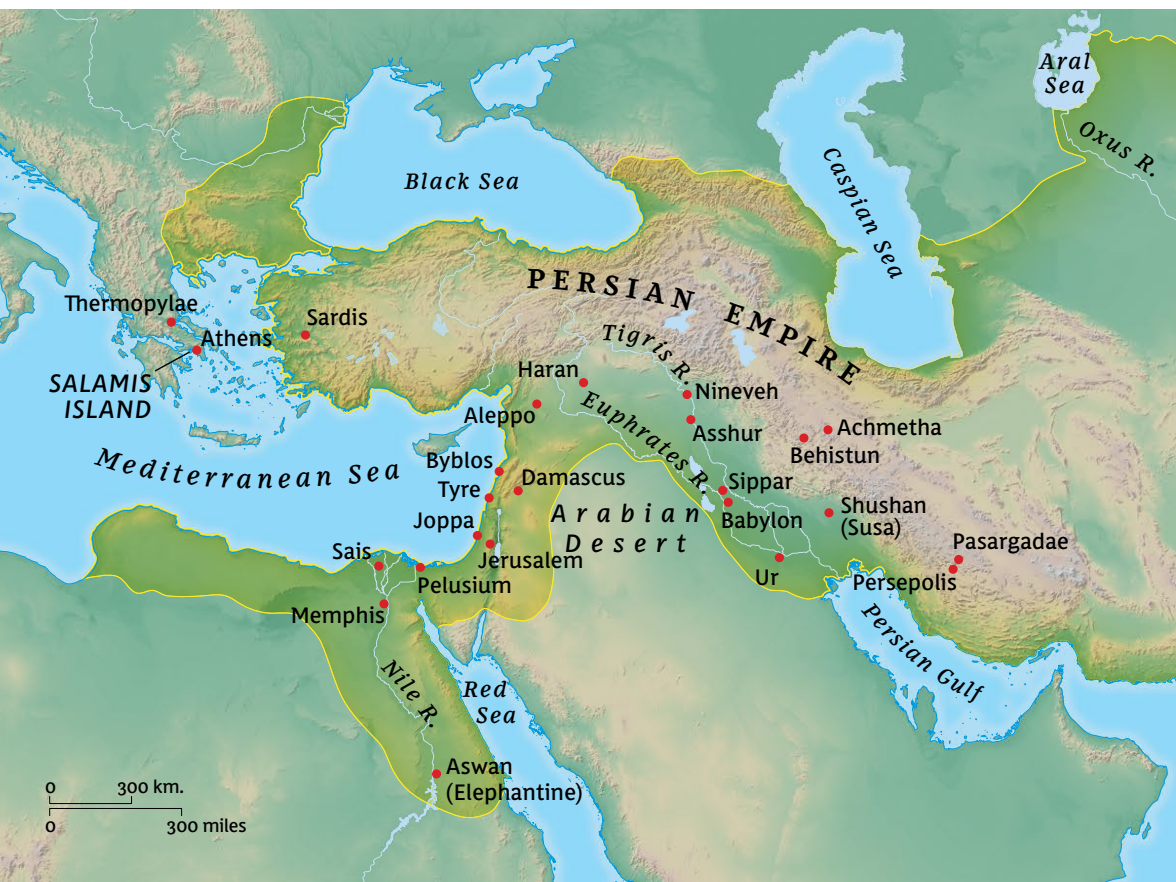 Aral
Sea
Oxus R.
Black Sea
Caspian Sea
PERSIAN EMPIRE
Thermopylae
Athens
Sardis
SALAMIS
ISLAND
Tigris R.
Haran
Nineveh
Aleppo
Euphrates R.
Asshur
Achmetha
Behistun
Mediterranean Sea
Byblos
Damascus
Sippar
Tyre
Arabian
Desert
Babylon
Shushan
(Susa)
Joppa
Jerusalem
Sais
Pelusium
Pasargadae
Persepolis
Ur
Memphis
Persian Gulf
Nile R.
Red
Sea
Aswan
(Elephantine)
0 300 km.
0 300 miles